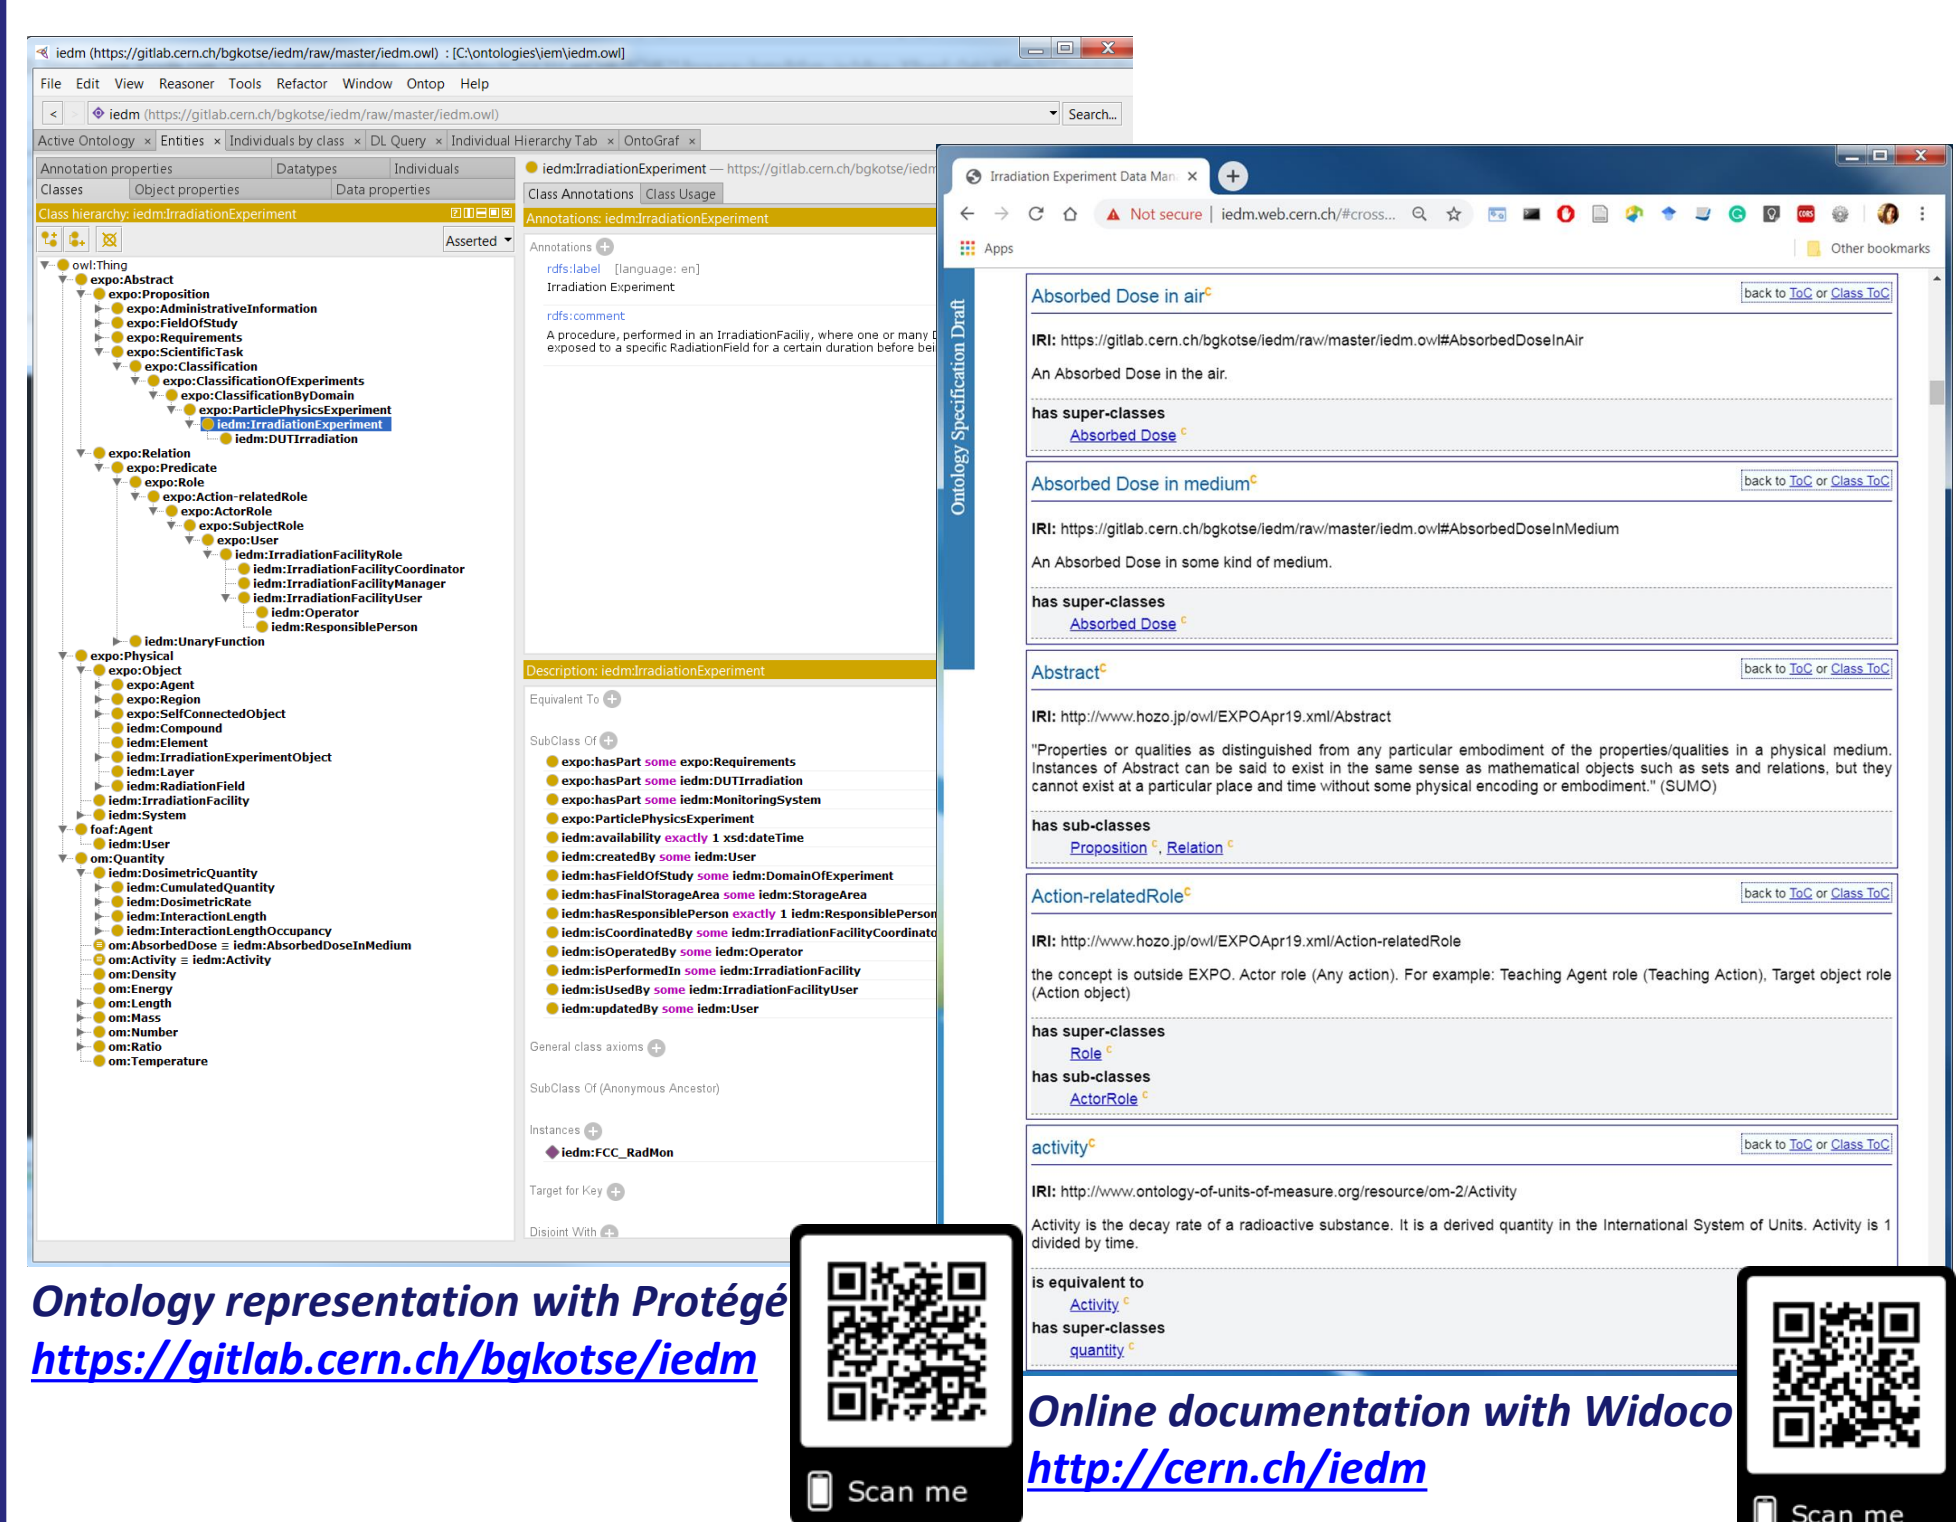 iedm (https://gitlab.cern.ch/bgkotse/iedm/raw/master/iedm.owl) : [C:\ontologies\iem\iedm.owl]
File Edit View Reasoner Tools Refactor Window Ontop Help
< > iedm (https://gitlab.cern.ch/bgkotse/iedm/raw/master/iedm.owl) Search...
Active Ontology × Entities × Individuals by class × DL Query × Individual Hierarchy Tab × OntoGraf ×
Annotation properties Datatypes Individuals
Classes Object properties Data properties
Class hierarchy: iedm:IrradiationExperiment
Asserted
owl:Thing
expo:Abstract
expo:Proposition
expo:AdministrativeInformation
expo:FieldOfStudy
expo:Requirements
expo:ScientificTask
expo:Classification
expo:ClassificationOfExperiments
expo:ClassificationByDomain
expo:ParticlePhysicsExperiment
iedm:IrradiationExperiment
iedm:DUTIrradiation
expo:Relation
expo:Predicate
expo:Role
expo:Action-relatedRole
expo:ActorRole
expo:SubjectRole
expo:User
iedm:IrradiationFacilityRole
iedm:IrradiationFacilityCoordinator
iedm:IrradiationFacilityManager
iedm:IrradiationFacilityUser
iedm:Operator
iedm:ResponsiblePerson
iedm:UnaryFunction
expo:Physical
expo:Object
expo:Agent
expo:Region
expo:SelfConnectedObject
iedm:Compound
iedm:Element
iedm:IrradiationExperimentObject
iedm:Layer
iedm:RadiationField
iedm:IrradiationFacility
iedm:System
foaf:Agent
iedm:User
om:Quantity
iedm:DosimetricQuantity
iedm:CumulatedQuantity
iedm:DosimetricRate
iedm:InteractionLength
iedm:InteractionLengthOccupancy
om:AbsorbedDose ≡ iedm:AbsorbedDoseInMedium
om:Activity ≡ iedm:Activity
om:Density
om:Energy
om:Length
om:Mass
om:Number
om:Ratio
om:Temperature
iedm:IrradiationExperiment — https://gitlab.cern.ch/bgkotse/iedm
Class Annotations Class Usage
Annotations: iedm:IrradiationExperiment
Annotations
rdfs:label [language: en]
Irradiation Experiment
rdfs:comment
A procedure, performed in an IrradiationFaciliy, where one or many
exposed to a specific RadiationField for a certain duration before bei
Description: iedm:IrradiationExperiment
Equivalent To
SubClass Of
expo:hasPart some expo:Requirements
expo:hasPart some iedm:DUTIrradiation
expo:hasPart some iedm:MonitoringSystem
expo:ParticlePhysicsExperiment
iedm:availability exactly 1 xsd:dateTime
iedm:createdBy some iedm:User
iedm:hasFieldOfStudy some iedm:DomainOfExperiment
iedm:hasFinalStorageArea some iedm:StorageArea
iedm:hasResponsiblePerson exactly 1 iedm:ResponsiblePerson
iedm:isCoordinatedBy some iedm:IrradiationFacilityCoordinato
iedm:isOperatedBy some iedm:Operator
iedm:isPerformedIn some iedm:IrradiationFacility
iedm:isUsedBy some iedm:IrradiationFacilityUser
iedm:updatedBy some iedm:User
General class axioms
SubClass Of (Anonymous Ancestor)
Instances
iedm:FCC_RadMon
Target for Key
Disjoint With
Irradiation Experiment Data Man
Not secure | iedm.web.cern.ch/#cross...
CORS
Apps Other bookmarks
Ontology Specification Draft
Absorbed Dose in air c back to ToC or Class ToC
IRI: https://gitlab.cern.ch/bgkotse/iedm/raw/master/iedm.owl#AbsorbedDoseInAir
An Absorbed Dose in the air.
has super-classes
Absorbed Dose c
Absorbed Dose in medium c back to ToC or Class ToC
IRI: https://gitlab.cern.ch/bgkotse/iedm/raw/master/iedm.owl#AbsorbedDoseInMedium
An Absorbed Dose in some kind of medium.
has super-classes
Absorbed Dose c
Abstract c back to ToC or Class ToC
IRI: http://www.hozo.jp/owl/EXPOApr19.xml/Abstract
"Properties or qualities as distinguished from any particular embodiment of the properties/qualities in a physical medium.
Instances of Abstract can be said to exist in the same sense as mathematical objects such as sets and relations, but they
cannot exist at a particular place and time without some physical encoding or embodiment." (SUMO)
has sub-classes
Proposition c, Relation c
Action-relatedRole c back to ToC or Class ToC
IRI: http://www.hozo.jp/owl/EXPOApr19.xml/Action-relatedRole
the concept is outside EXPO. Actor role (Any action). For example: Teaching Agent role (Teaching Action), Target object role
(Action object)
has super-classes
Role c
has sub-classes
ActorRole c
activity c back to ToC or Class ToC
IRI: http://www.ontology-of-units-of-measure.org/resource/om-2/Activity
Activity is the decay rate of a radioactive substance. It is a derived quantity in the International System of Units. Activity is 1
divided by time.
is equivalent to
Activity c
has super-classes
quantity c
Ontology representation with Protégé
https://gitlab.cern.ch/bgkotse/iedm
Scan me
Online documentation with Widoco
http://cern.ch/iedm
Scan me